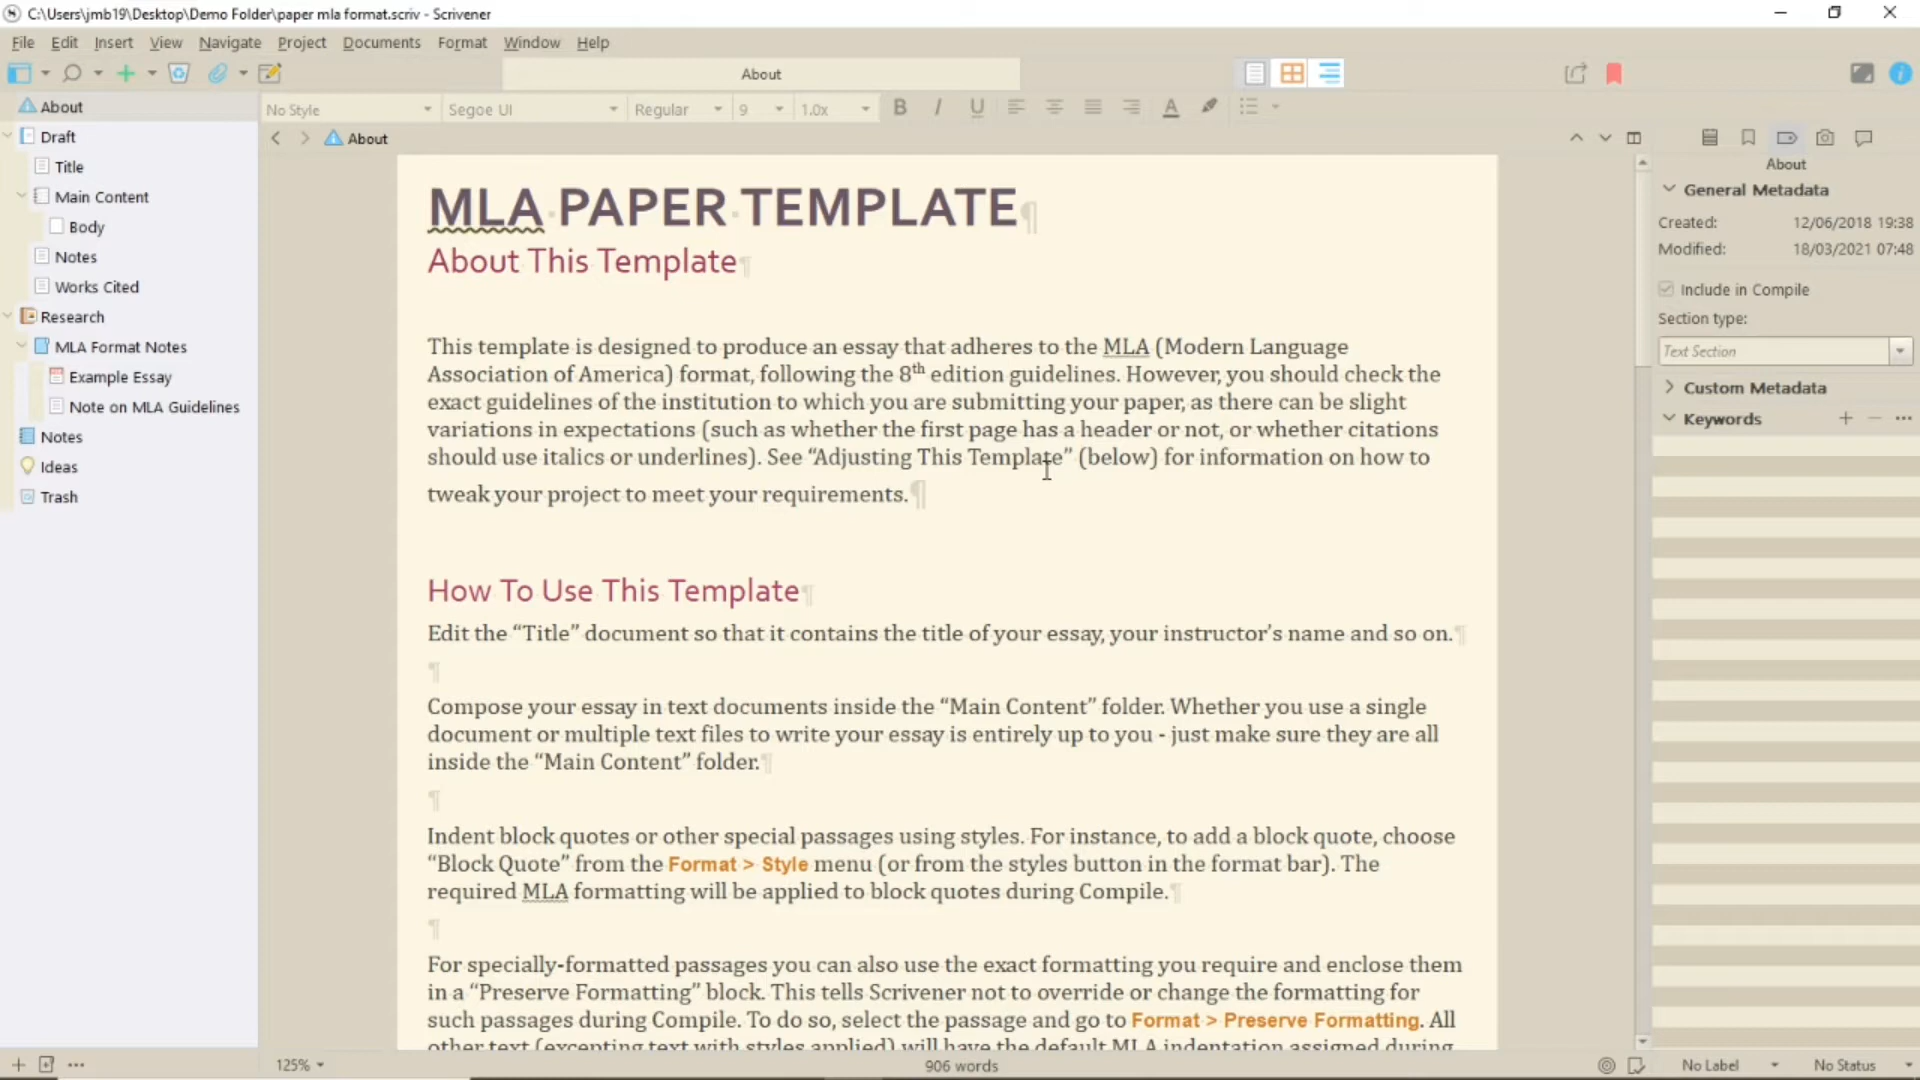 C:\Users\jmb19\Desktop\Demo Folder\paper mla format.scriv - Scrivener
File Edit Insert View Navigate Project Documents Format Window Help
About
About
Draft
Title
Main Content
Body
Notes
Works Cited
Research
MLA Format Notes
Example Essay
Note on MLA Guidelines
Notes
Ideas
Trash
No Style Segoe UI Regular 9 1.0x B I U A
About
MLA PAPER TEMPLATE¶
About This Template¶
This template is designed to produce an essay that adheres to the MLA (Modern Language
Association of America) format, following the 8th edition guidelines. However, you should check the
exact guidelines of the institution to which you are submitting your paper, as there can be slight
variations in expectations (such as whether the first page has a header or not, or whether citations
should use italics or underlines). See “Adjusting This Template” (below) for information on how to
tweak your project to meet your requirements.¶
How To Use This Template¶
Edit the “Title” document so that it contains the title of your essay, your instructor’s name and so on.¶
¶
Compose your essay in text documents inside the “Main Content” folder. Whether you use a single
document or multiple text files to write your essay is entirely up to you - just make sure they are all
inside the “Main Content” folder.¶
¶
Indent block quotes or other special passages using styles. For instance, to add a block quote, choose
“Block Quote” from the Format > Style menu (or from the styles button in the format bar). The
required MLA formatting will be applied to block quotes during Compile.¶
¶
For specially-formatted passages you can also use the exact formatting you require and enclose them
in a “Preserve Formatting” block. This tells Scrivener not to override or change the formatting for
such passages during Compile. To do so, select the passage and go to Format > Preserve Formatting. All
other text (excepting text with styles applied) will have the default MLA indentation assigned during
About
General Metadata
Created: 12/06/2018 19:38
Modified: 18/03/2021 07:48
Include in Compile
Section type:
Text Section
Custom Metadata
Keywords
125% 906 words No Label No Status